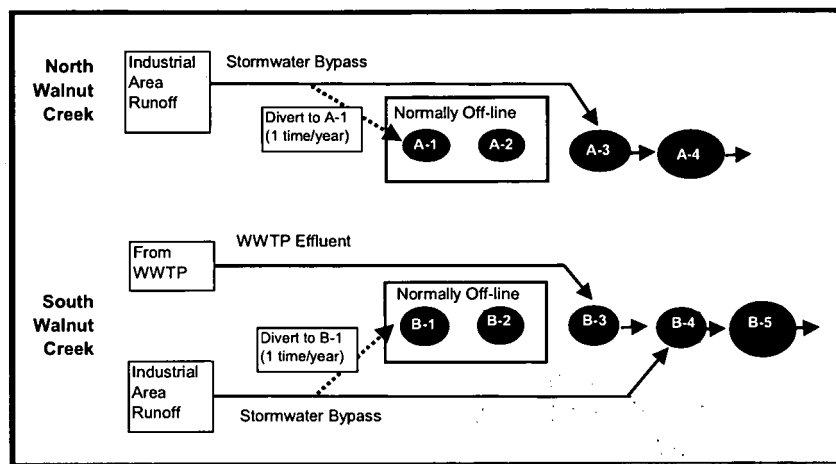 North
Walnut
Creek
Industrial
Area
Runoff
Stormwater Bypass
Divert to A-1
(1 time/year)
Normally Off-line
A-1
A-2
A-3
A-4
South
Walnut
Creek
From
WWTP
WWTP Effluent
Normally Off-line
B-1
B-2
B-3
B-4
B-5
Divert to B-1
(1 time/year)
Industrial
Area
Runoff
Stormwater Bypass